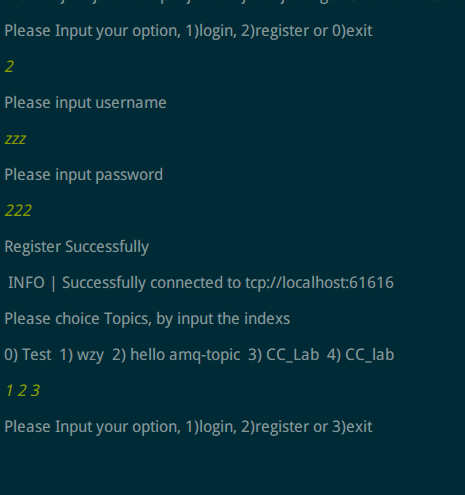 Please Input your option, 1)login, 2)register or 0)exit
2
Please input username
zzz
Please input password
222
Register Successfully
INFO | Successfully connected to tcp://localhost:61616
Please choice Topics, by input the indexs
0) Test 1) wzy 2) hello amq-topic 3) CC_Lab 4) CC_lab
1 2 3
Please Input your option, 1)login, 2)register or 3)exit